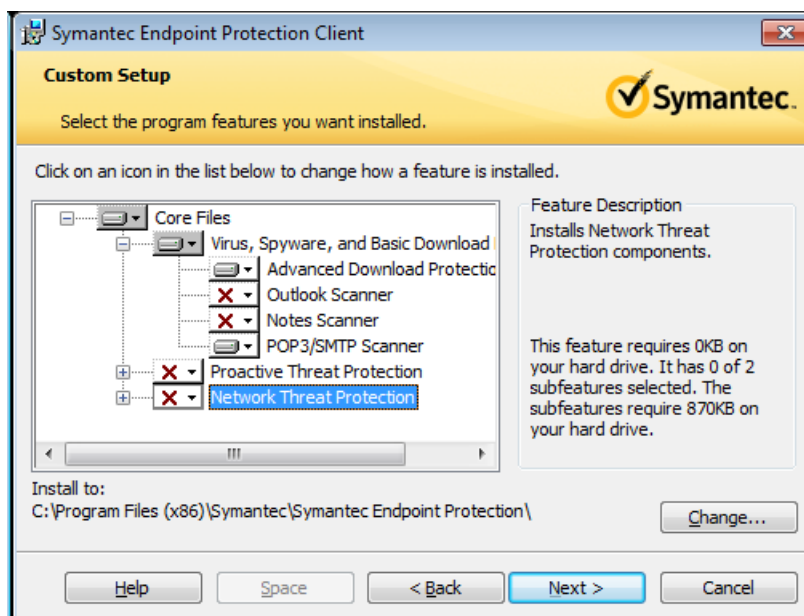 Symantec Endpoint Protection Client
Custom Setup
Select the program features you want installed.
Symantec.
Click on an icon in the list below to change how a feature is installed.
Core Files
Virus, Spyware, and Basic Download
Advanced Download Protectio
Outlook Scanner
Notes Scanner
POP3/SMTP Scanner
Proactive Threat Protection
Network Threat Protection
Feature Description
Installs Network Threat
Protection components.
This feature requires 0KB on
your hard drive. It has 0 of 2
subfeatures selected. The
subfeatures require 870KB on
your hard drive.
Install to:
C:\Program Files (x86)\Symantec\Symantec Endpoint Protection\
Change...
Help
Space
< Back
Next >
Cancel